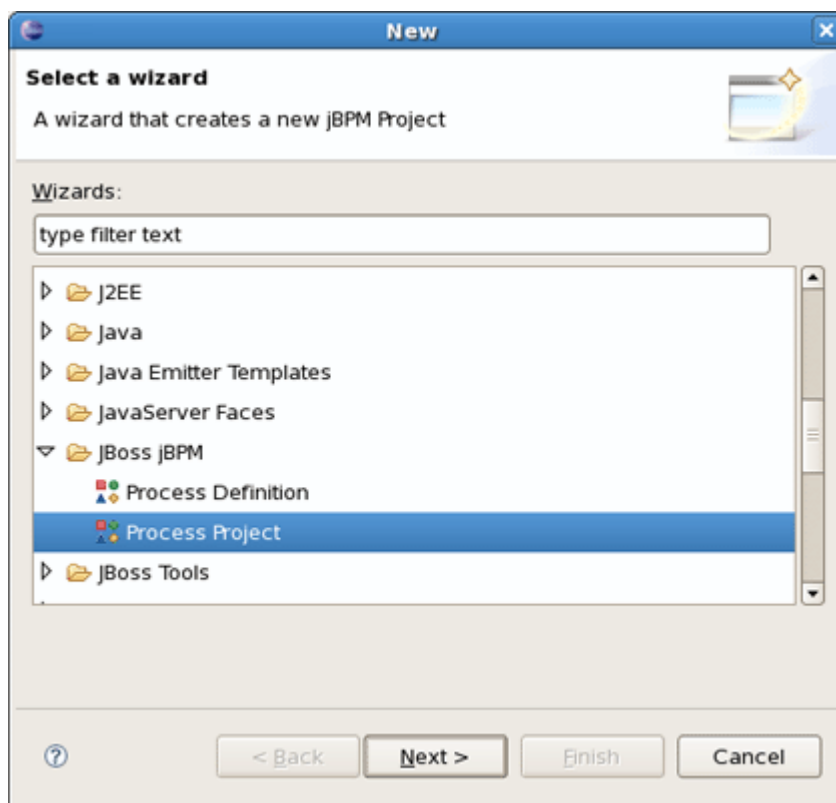 New
Select a wizard
A wizard that creates a new jBPM Project
Wizards:
type filter text
J2EE
Java
Java Emitter Templates
JavaServer Faces
JBoss jBPM
Process Definition
Process Project
JBoss Tools
< Back Next > Finish Cancel